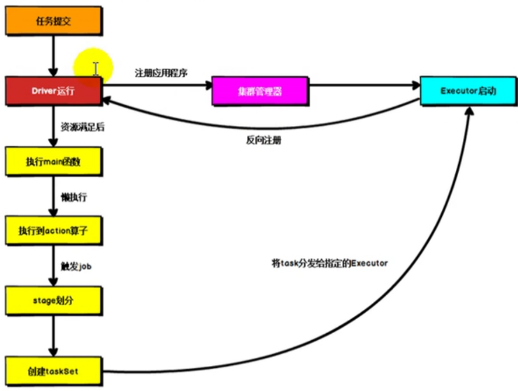 任务提交
Driver运行
注册应用程序
集群管理器
Executor启动
反向注册
资源满足后
执行main函数
懒执行
执行到action算子
触发job
将task分发给指定的Executor
stage划分
创建taskSet